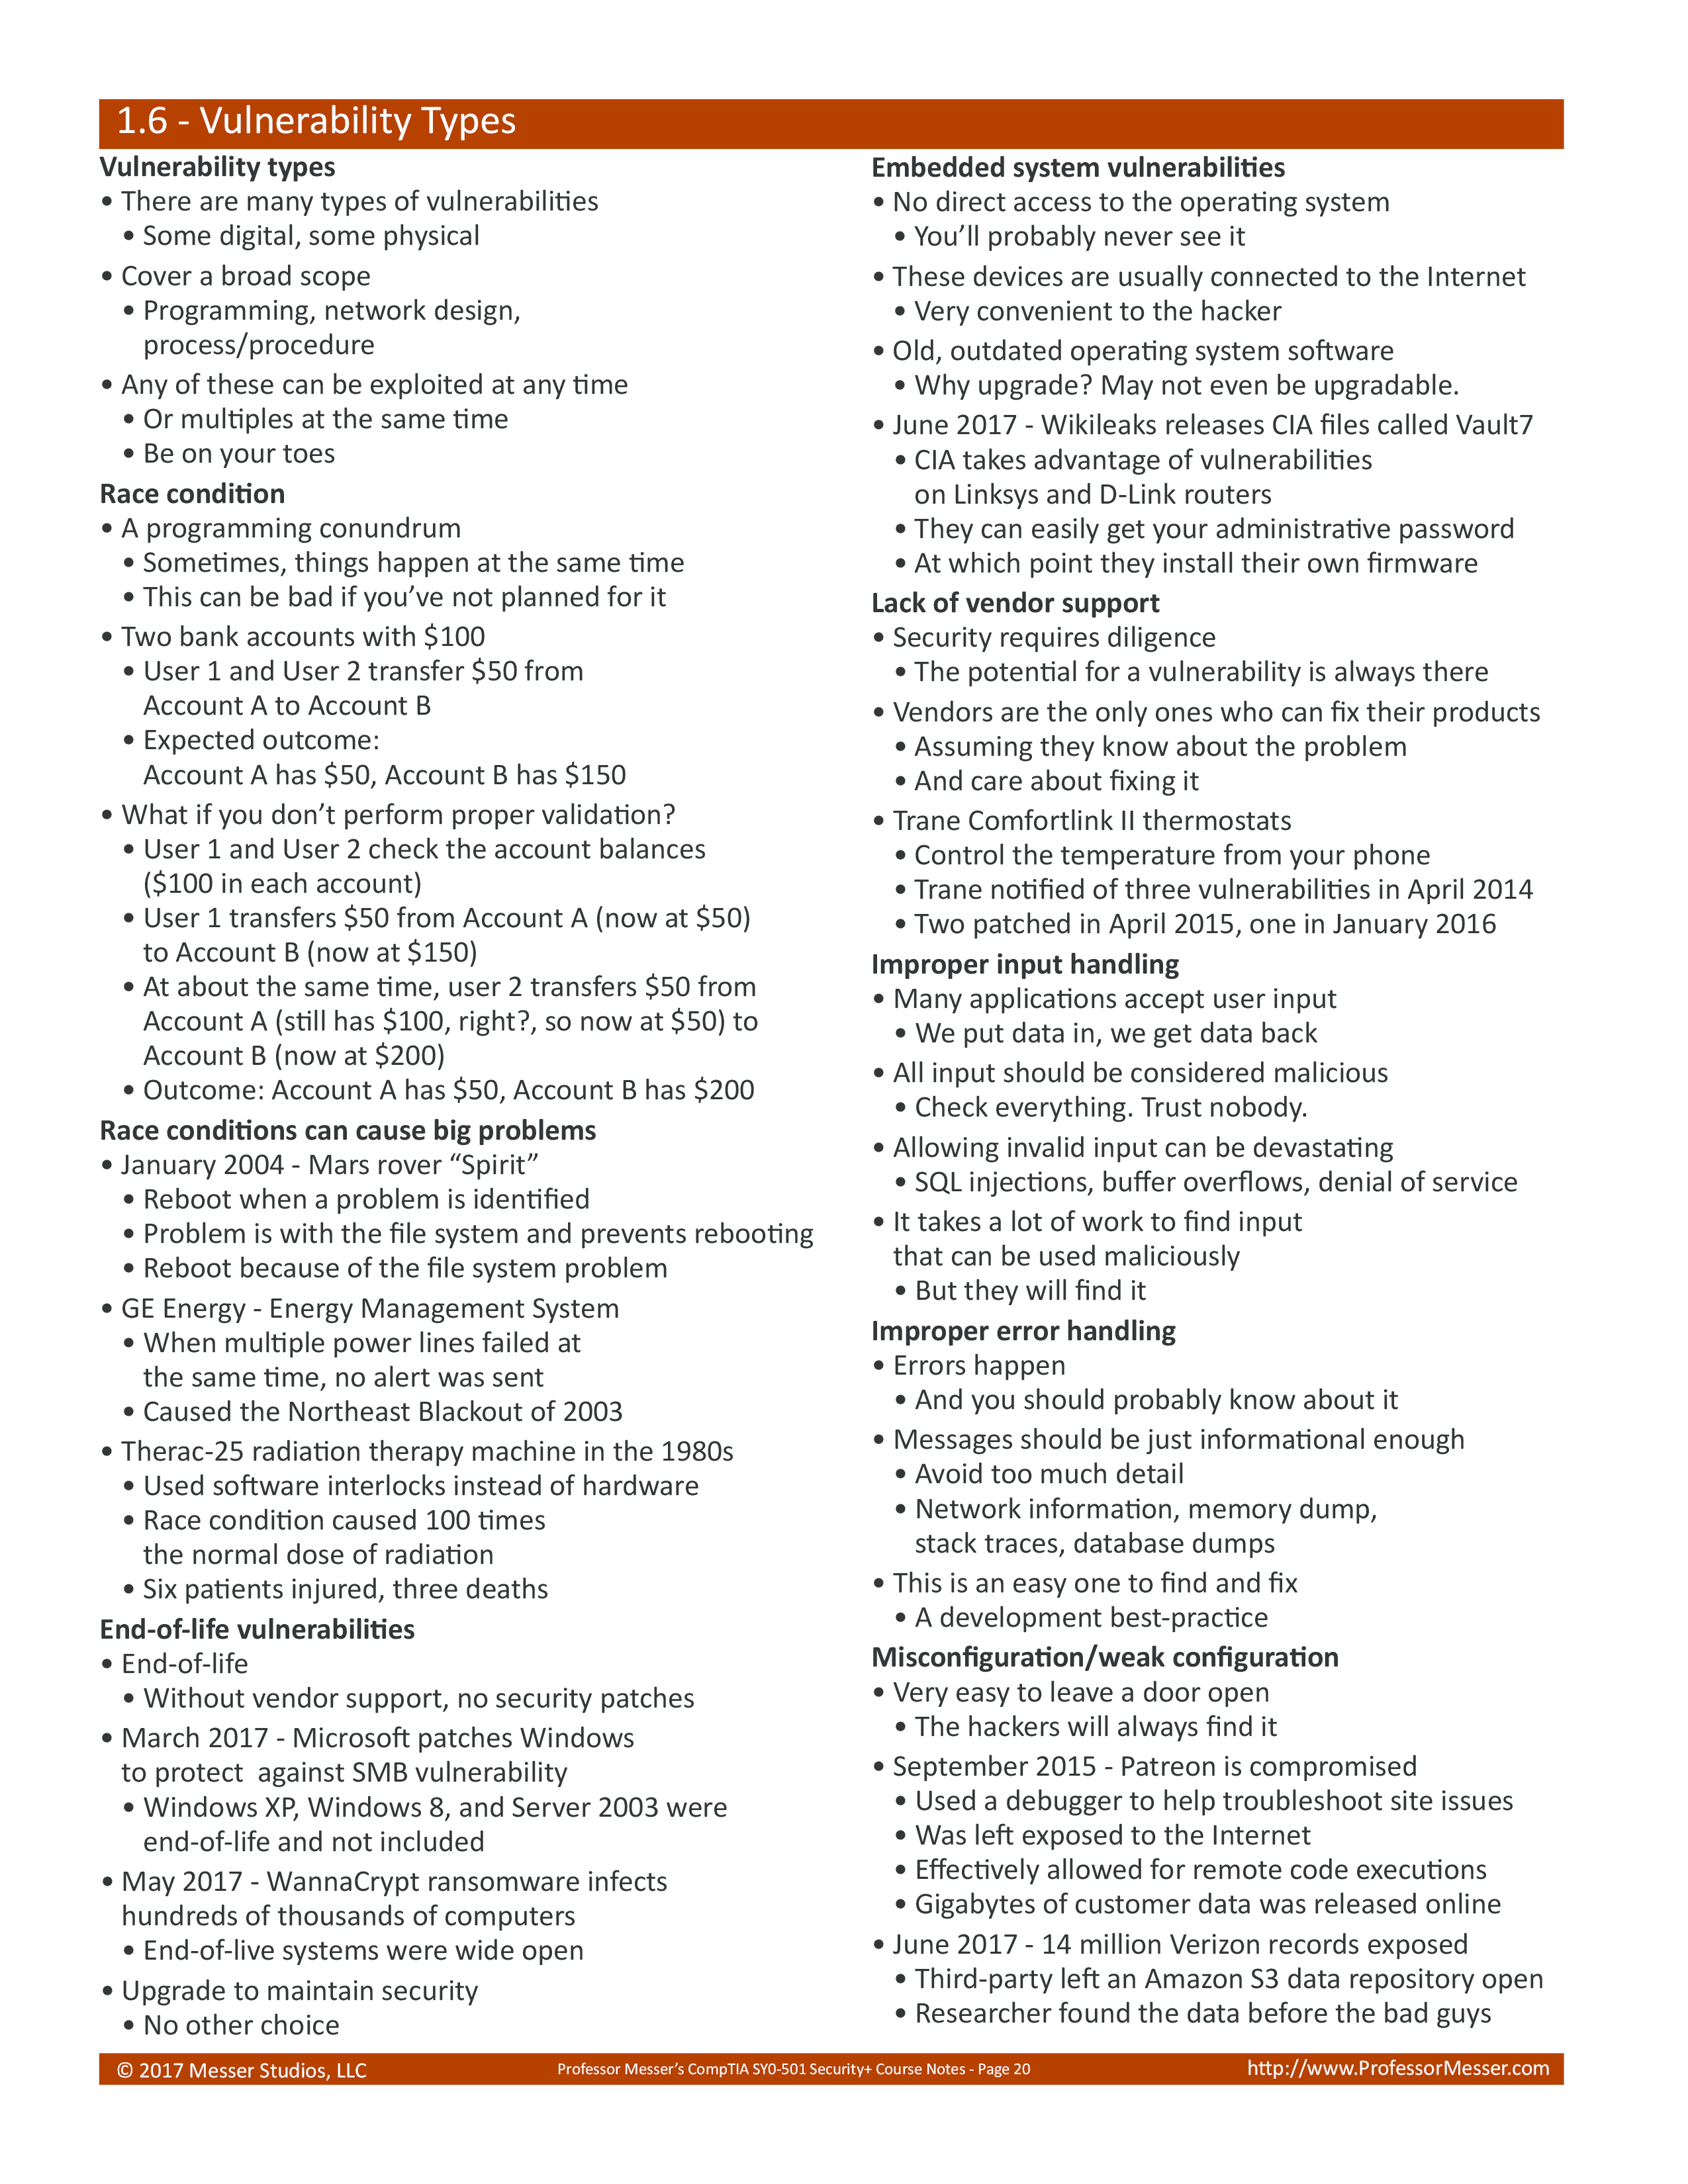 1.6 - Vulnerability Types
Vulnerability types
• There are many types of vulnerabilities
• Some digital, some physical
• Cover a broad scope
• Programming, network design,
process/procedure
• Any of these can be exploited at any time
• Or multiples at the same time
• Be on your toes
Race condition
• A programming conundrum
• Sometimes, things happen at the same time
• This can be bad if you’ve not planned for it
• Two bank accounts with $100
• User 1 and User 2 transfer $50 from
Account A to Account B
• Expected outcome:
Account A has $50, Account B has $150
• What if you don’t perform proper validation?
• User 1 and User 2 check the account balances
($100 in each account)
• User 1 transfers $50 from Account A (now at $50)
to Account B (now at $150)
• At about the same time, user 2 transfers $50 from
Account A (still has $100, right?, so now at $50) to
Account B (now at $200)
• Outcome: Account A has $50, Account B has $200
Race conditions can cause big problems
• January 2004 - Mars rover “Spirit”
• Reboot when a problem is identified
• Problem is with the file system and prevents rebooting
• Reboot because of the file system problem
• GE Energy - Energy Management System
• When multiple power lines failed at
the same time, no alert was sent
• Caused the Northeast Blackout of 2003
• Therac-25 radiation therapy machine in the 1980s
• Used software interlocks instead of hardware
• Race condition caused 100 times
the normal dose of radiation
• Six patients injured, three deaths
End-of-life vulnerabilities
• End-of-life
• Without vendor support, no security patches
• March 2017 - Microsoft patches Windows
to protect  against SMB vulnerability
• Windows XP, Windows 8, and Server 2003 were
end-of-life and not included
• May 2017 - WannaCrypt ransomware infects
hundreds of thousands of computers
• End-of-live systems were wide open
• Upgrade to maintain security
• No other choice
Embedded system vulnerabilities
• No direct access to the operating system
• You’ll probably never see it
• These devices are usually connected to the Internet
• Very convenient to the hacker
• Old, outdated operating system software
• Why upgrade? May not even be upgradable.
• June 2017 - Wikileaks releases CIA files called Vault7
• CIA takes advantage of vulnerabilities
on Linksys and D-Link routers
• They can easily get your administrative password
• At which point they install their own firmware
Lack of vendor support
• Security requires diligence
• The potential for a vulnerability is always there
• Vendors are the only ones who can fix their products
• Assuming they know about the problem
• And care about fixing it
• Trane Comfortlink II thermostats
• Control the temperature from your phone
• Trane notified of three vulnerabilities in April 2014
• Two patched in April 2015, one in January 2016
Improper input handling
• Many applications accept user input
• We put data in, we get data back
• All input should be considered malicious
• Check everything. Trust nobody.
• Allowing invalid input can be devastating
• SQL injections, buffer overflows, denial of service
• It takes a lot of work to find input
that can be used maliciously
• But they will find it
Improper error handling
• Errors happen
• And you should probably know about it
• Messages should be just informational enough
• Avoid too much detail
• Network information, memory dump,
stack traces, database dumps
• This is an easy one to find and fix
• A development best-practice
Misconfiguration/weak configuration
• Very easy to leave a door open
• The hackers will always find it
• September 2015 - Patreon is compromised
• Used a debugger to help troubleshoot site issues
• Was left exposed to the Internet
• Effectively allowed for remote code executions
• Gigabytes of customer data was released online
• June 2017 - 14 million Verizon records exposed
• Third-party left an Amazon S3 data repository open
• Researcher found the data before the bad guys
© 2017 Messer Studios, LLC
Professor Messer’s CompTIA SY0-501 Security+ Course Notes - Page 20
http://www.ProfessorMesser.com